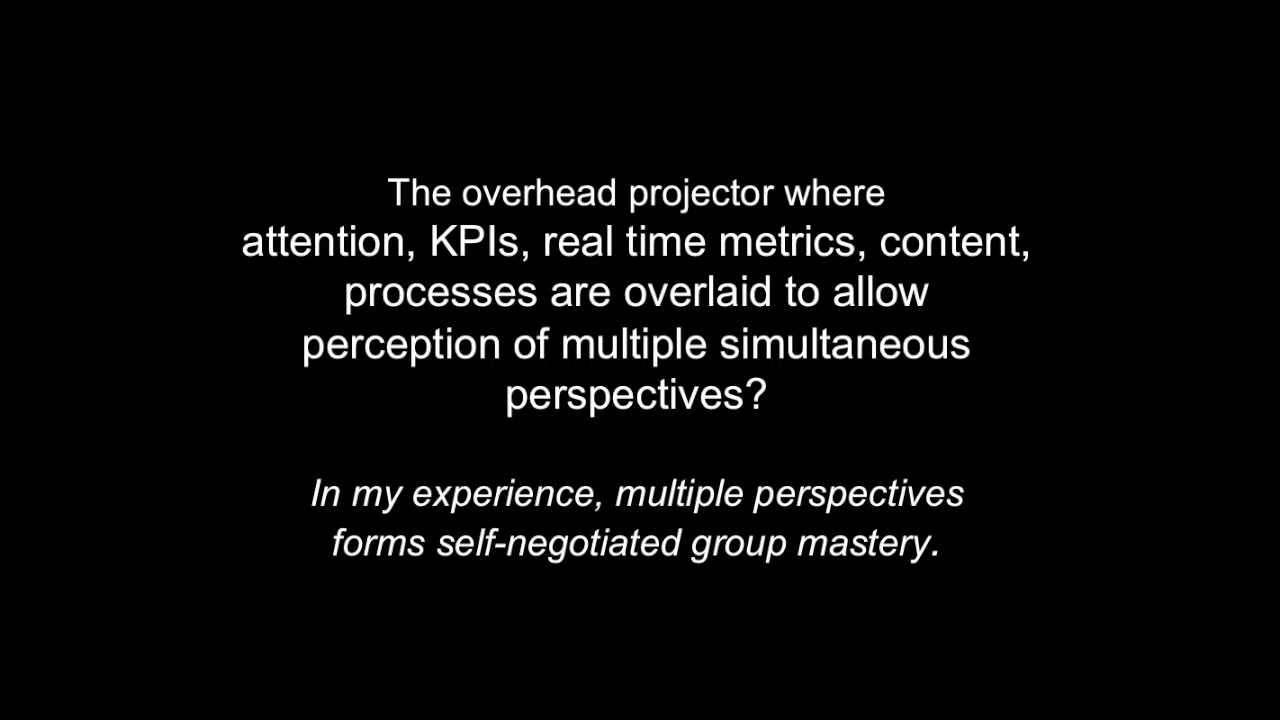 The overhead projector where
attention, KPIs, real time metrics, content,
processes are overlaid to allow
perception of multiple simultaneous
perspectives?
In my experience, multiple perspectives
forms self-negotiated group mastery.